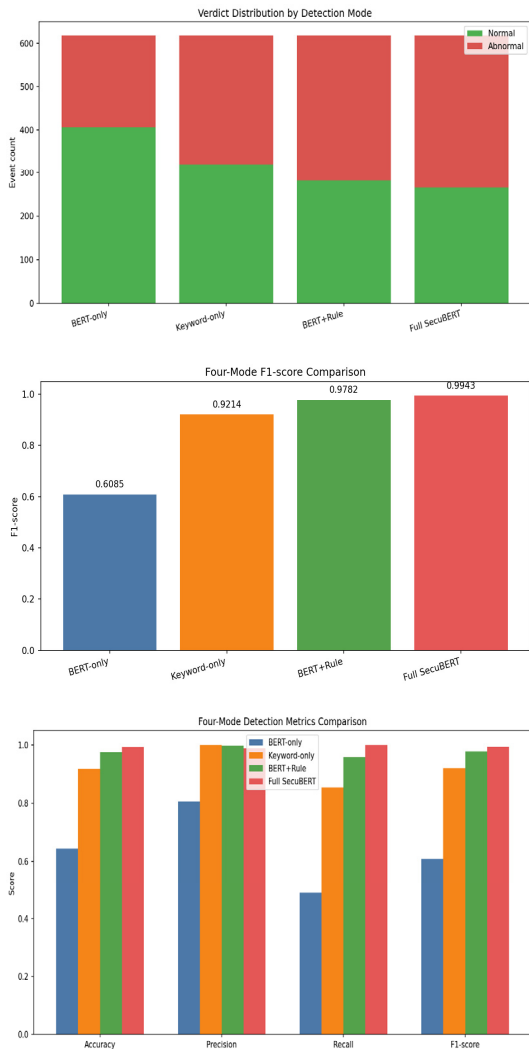 Verdict Distribution by Detection Mode
Normal
Abnormal
600
500
400
300
200
100
0
Event count
BERT-only
Keyword-only
BERT+Rule
Full SecuBERT
Four-Mode F1-score Comparison
1.0
0.8
0.6
0.4
0.2
0.0
F1-score
0.6085
0.9214
0.9782
0.9943
BERT-only
Keyword-only
BERT+Rule
Full SecuBERT
Four-Mode Detection Metrics Comparison
BERT-only
Keyword-only
BERT+Rule
Full SecuBERT
1.0
0.8
0.6
0.4
0.2
0.0
Score
Accuracy
Precision
Recall
F1-score